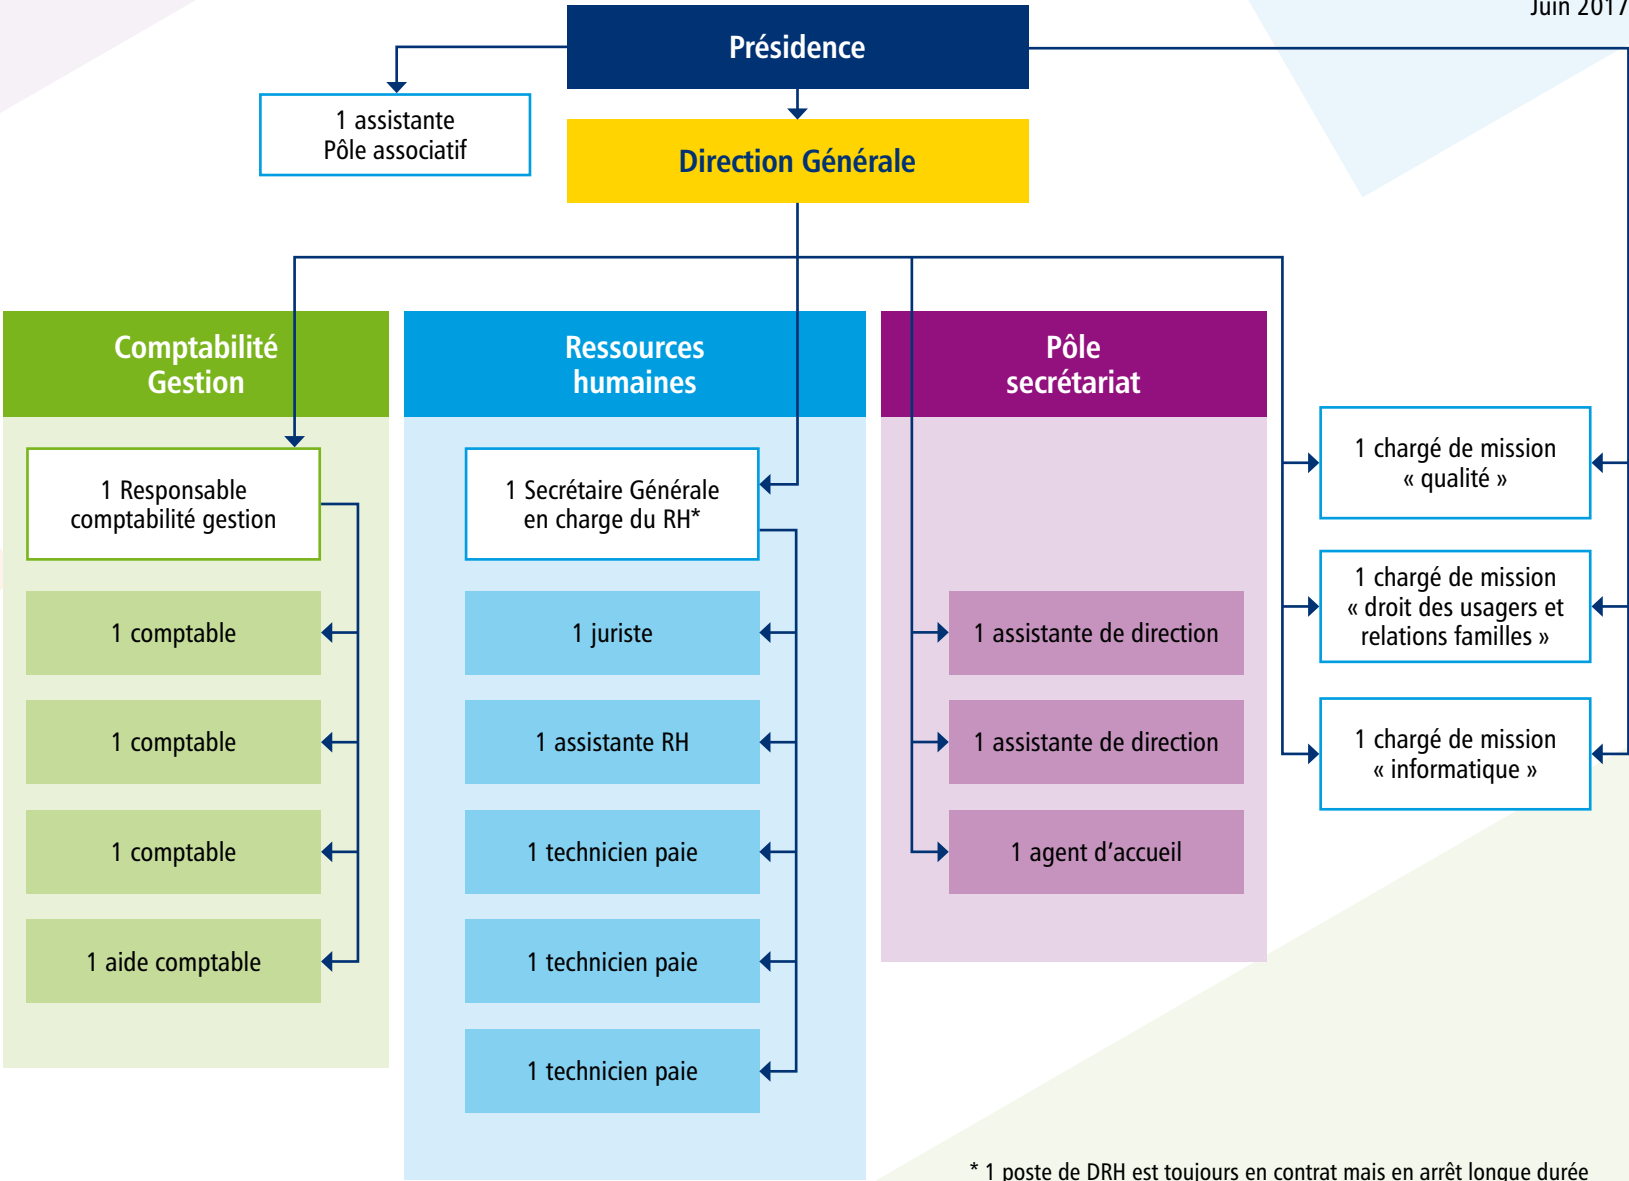 Juin 2017
Présidence
1 assistante
Pôle associatif
Direction Générale
Comptabilité
Gestion
1 Responsable
comptabilité gestion
1 comptable
1 comptable
1 comptable
1 aide comptable
Ressources
humaines
1 Secrétaire Générale
en charge du RH*
1 juriste
1 assistante RH
1 technicien paie
1 technicien paie
1 technicien paie
Pôle
secrétariat
1 assistante de direction
1 assistante de direction
1 agent d'accueil
1 chargé de mission
« qualité »
1 chargé de mission
« droit des usagers et
relations familles »
1 chargé de mission
« informatique »
* 1 poste de DRH est toujours en contrat mais en arrêt longue durée